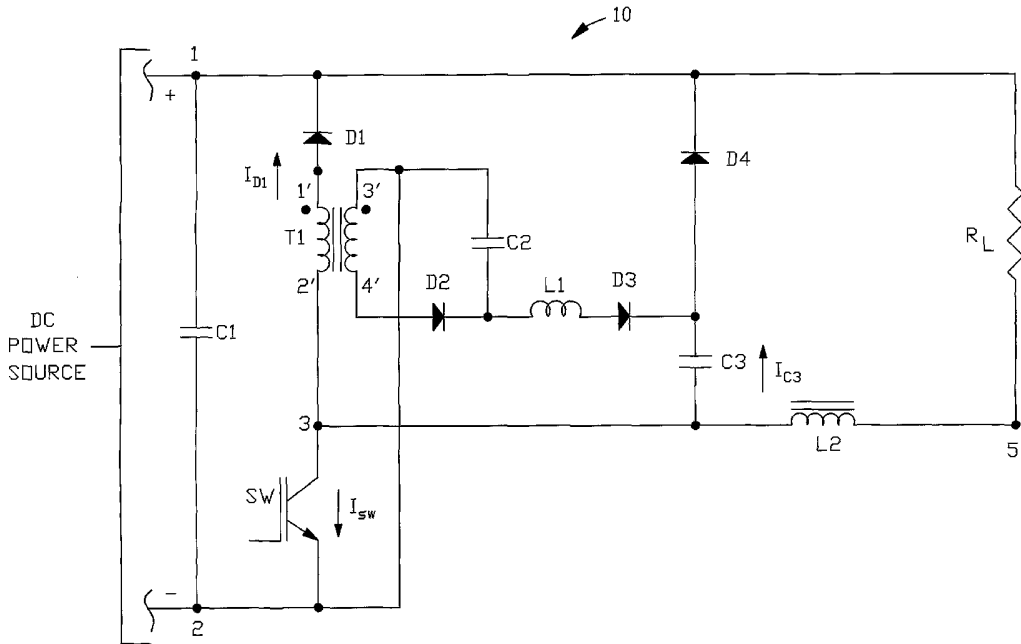 10
1
+
D1
D4
I_D1
1'
3'
T1
C2
R_L
2'
4'
D2
L1
D3
DC
POWER
SOURCE
C1
C3
I_C3
3
L2
5
SW
I_SW
-
2